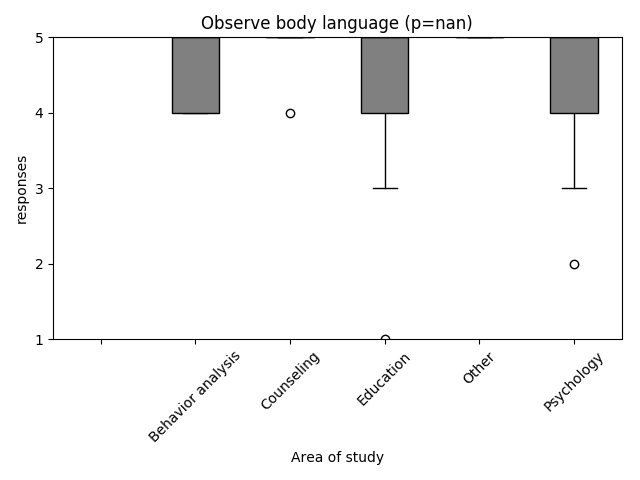 Observe body language (p=nan)
responses
5
4
3
2
1
Behavior analysis
Counseling
Education
Other
Psychology
Area of study